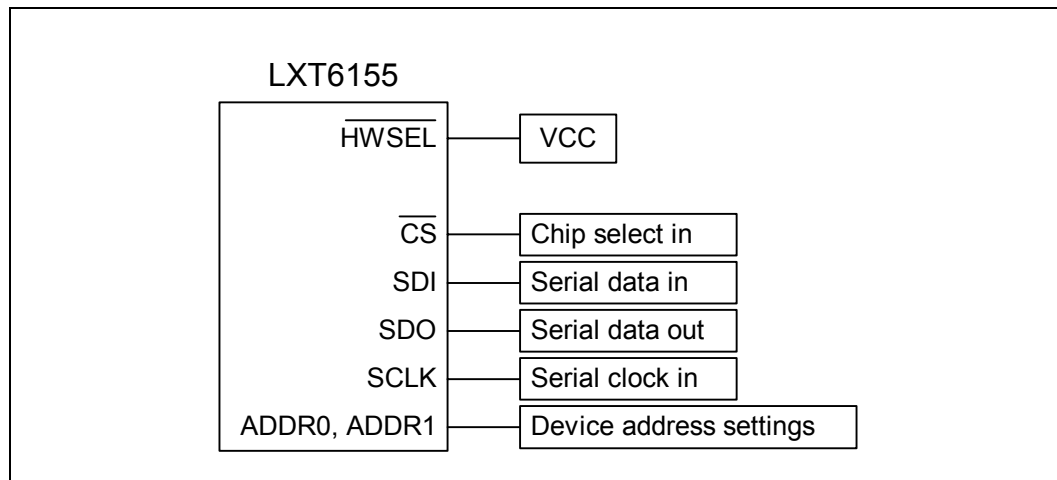 LXT6155
HWSEL VCC
CS Chip select in
SDI Serial data in
SDO Serial data out
SCLK Serial clock in
ADDR0, ADDR1 Device address settings